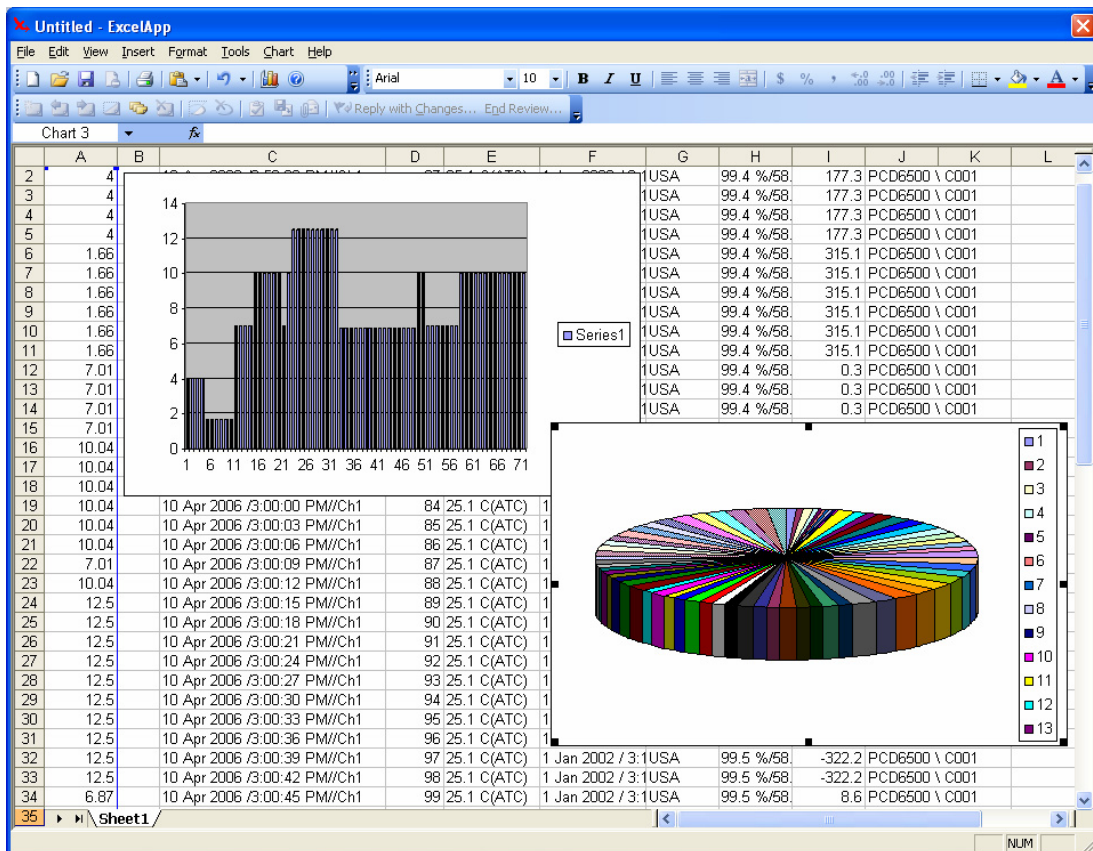 Untitled - ExcelApp
File Edit View Insert Format Tools Chart Help
Arial 10 B I U $ % ,
Reply with Changes... End Review...
Chart 3 fx
A B C D E F G H I J K L
2 4 1USA 99.4 %/58. 177.3 PCD6500 \ C001
3 4 1USA 99.4 %/58. 177.3 PCD6500 \ C001
4 4 1USA 99.4 %/58. 177.3 PCD6500 \ C001
5 4 1USA 99.4 %/58. 177.3 PCD6500 \ C001
6 1.66 1USA 99.4 %/58. 315.1 PCD6500 \ C001
7 1.66 1USA 99.4 %/58. 315.1 PCD6500 \ C001
8 1.66 1USA 99.4 %/58. 315.1 PCD6500 \ C001
9 1.66 1USA 99.4 %/58. 315.1 PCD6500 \ C001
10 1.66 1USA 99.4 %/58. 315.1 PCD6500 \ C001
11 1.66 1USA 99.4 %/58. 315.1 PCD6500 \ C001
12 7.01 1USA 99.4 %/58. 0.3 PCD6500 \ C001
13 7.01 1USA 99.4 %/58. 0.3 PCD6500 \ C001
14 7.01 1USA 99.4 %/58. 0.3 PCD6500 \ C001
15 7.01
16 10.04
17 10.04
18 10.04
19 10.04 10 Apr 2006 /3:00:00 PM//Ch1 84 25.1 C(ATC) 1
20 10.04 10 Apr 2006 /3:00:03 PM//Ch1 85 25.1 C(ATC) 1
21 10.04 10 Apr 2006 /3:00:06 PM//Ch1 86 25.1 C(ATC) 1
22 7.01 10 Apr 2006 /3:00:09 PM//Ch1 87 25.1 C(ATC) 1
23 10.04 10 Apr 2006 /3:00:12 PM//Ch1 88 25.1 C(ATC) 1
24 12.5 10 Apr 2006 /3:00:15 PM//Ch1 89 25.1 C(ATC) 1
25 12.5 10 Apr 2006 /3:00:18 PM//Ch1 90 25.1 C(ATC) 1
26 12.5 10 Apr 2006 /3:00:21 PM//Ch1 91 25.1 C(ATC) 1
27 12.5 10 Apr 2006 /3:00:24 PM//Ch1 92 25.1 C(ATC) 1
28 12.5 10 Apr 2006 /3:00:27 PM//Ch1 93 25.1 C(ATC) 1
29 12.5 10 Apr 2006 /3:00:30 PM//Ch1 94 25.1 C(ATC) 1
30 12.5 10 Apr 2006 /3:00:33 PM//Ch1 95 25.1 C(ATC) 1
31 12.5 10 Apr 2006 /3:00:36 PM//Ch1 96 25.1 C(ATC) 1
32 12.5 10 Apr 2006 /3:00:39 PM//Ch1 97 25.1 C(ATC) 1 Jan 2002 / 3:1USA 99.5 %/58. -322.2 PCD6500 \ C001
33 12.5 10 Apr 2006 /3:00:42 PM//Ch1 98 25.1 C(ATC) 1 Jan 2002 / 3:1USA 99.5 %/58. -322.2 PCD6500 \ C001
34 6.87 10 Apr 2006 /3:00:45 PM//Ch1 99 25.1 C(ATC) 1 Jan 2002 / 3:1USA 99.5 %/58. 8.6 PCD6500 \ C001
35
14
12
10
8
6
4
2
0
1 6 11 16 21 26 31 36 41 46 51 56 61 66 71
Series1
1
2
3
4
5
6
7
8
9
10
11
12
13
Sheet1
NUM